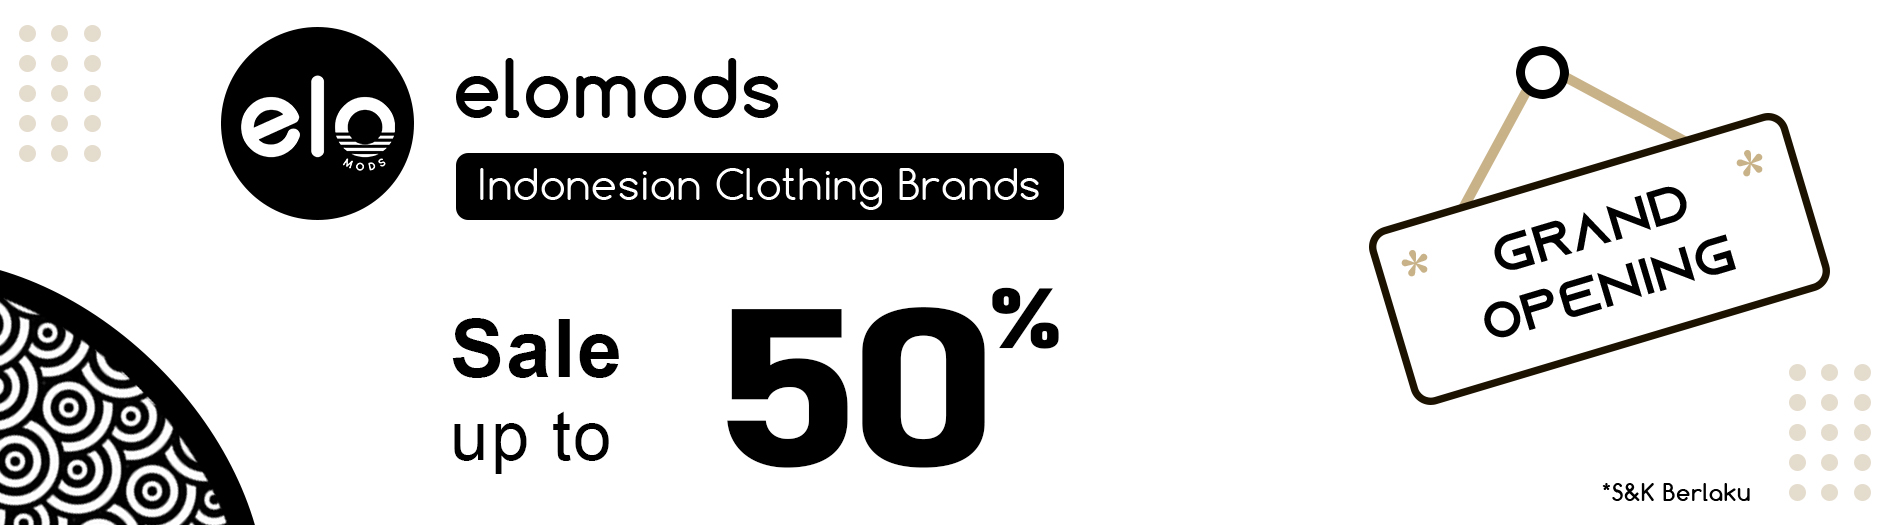 elo
MODS
elomods
Indonesian Clothing Brands
Sale
up to
50%
* GRAND *
OPENING
*S&K Berlaku